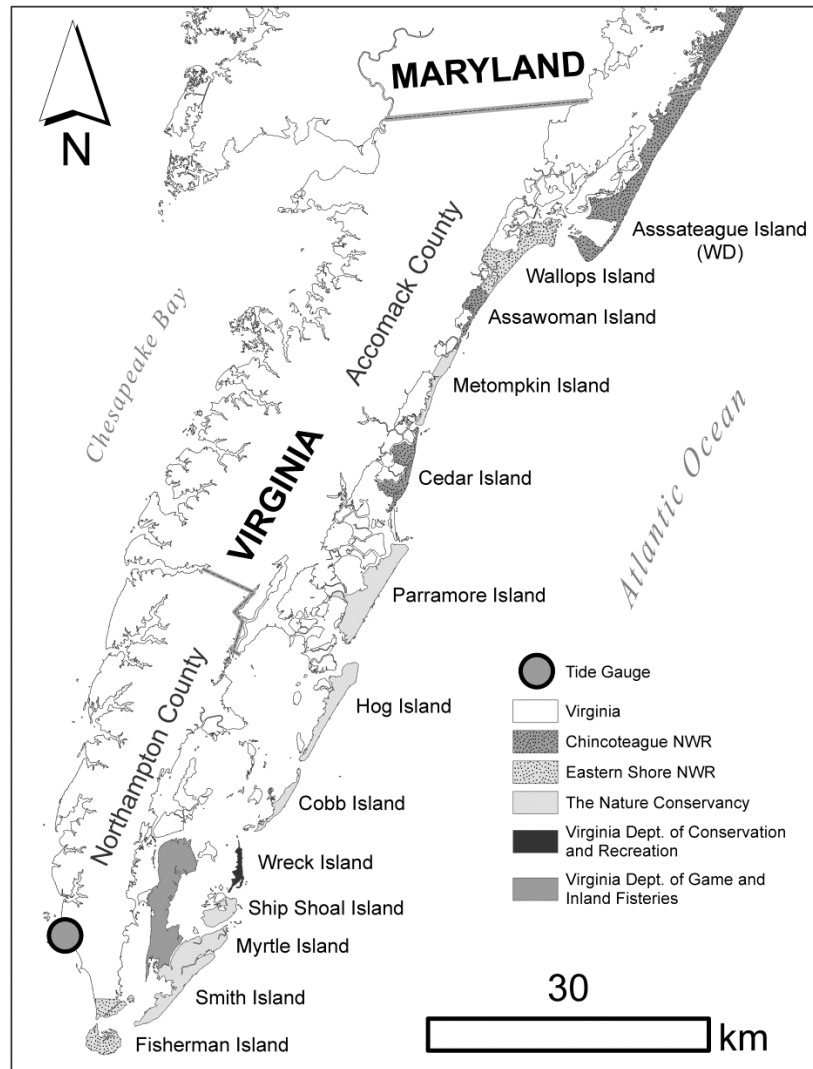 MARYLAND
N
Asssateague Island
(WD)
Wallops Island
Accomack County
Assawoman Island
Chesapeake Bay
Metompkin Island
Atlantic Ocean
Cedar Island
VIRGINIA
Parramore Island
Northampton County
Hog Island
Cobb Island
Wreck Island
Ship Shoal Island
Myrtle Island
Smith Island
Fisherman Island
Tide Gauge
Virginia
Chincoteague NWR
Eastern Shore NWR
The Nature Conservancy
Virginia Dept. of Conservation
and Recreation
Virginia Dept. of Game and
Inland Fisteries
30
km